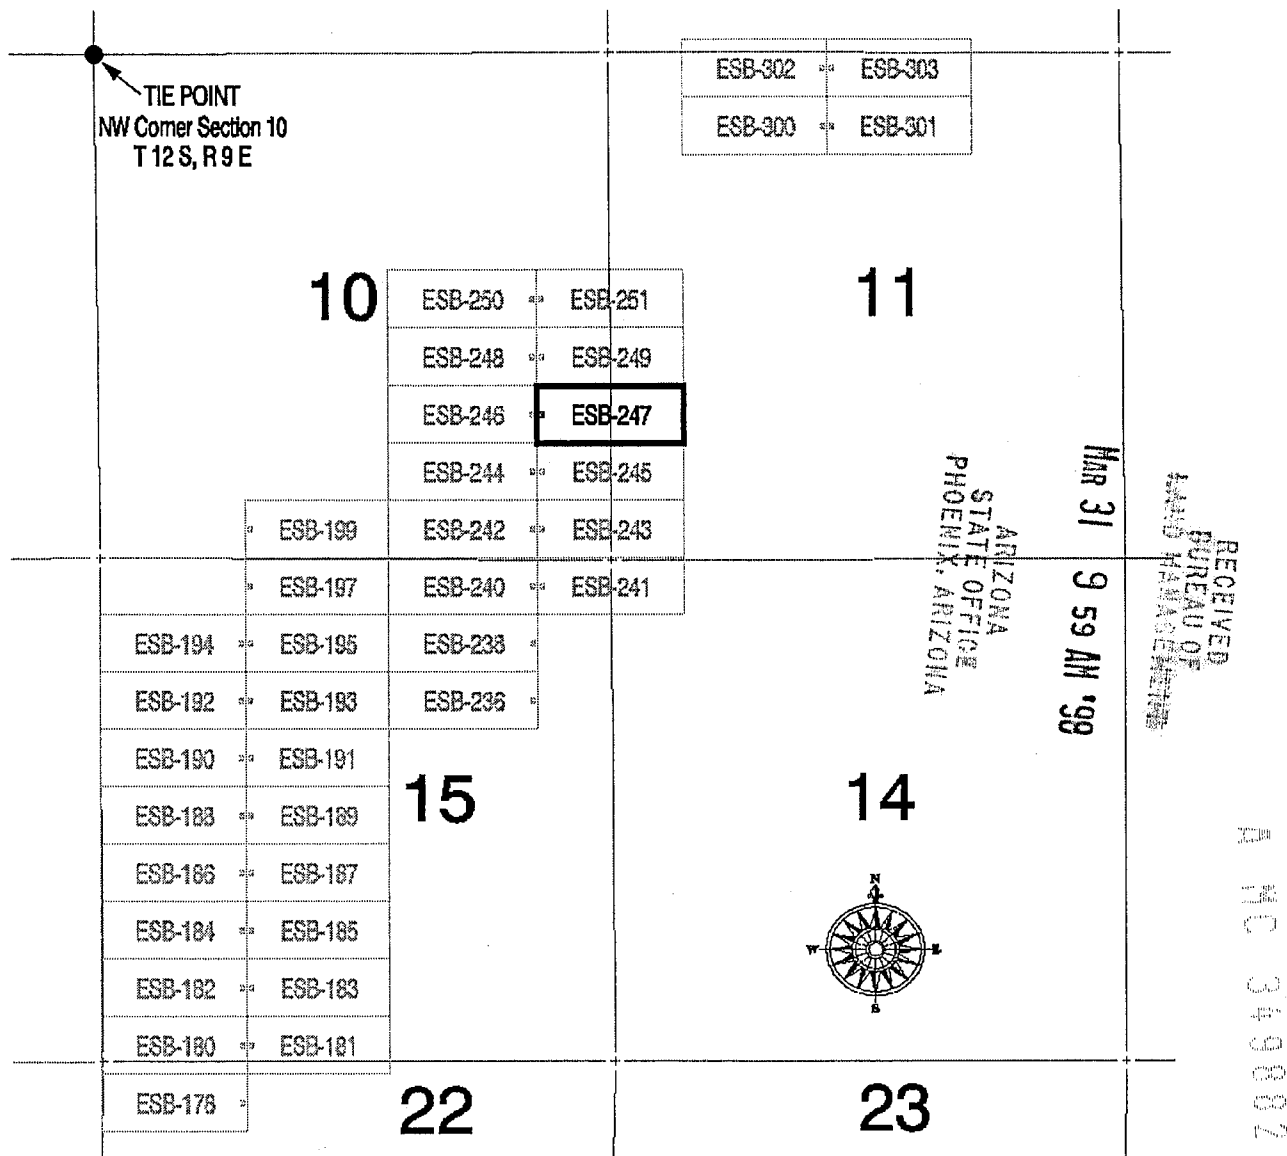 TIE POINT
NW Corner Section 10
T 12 S, R 9 E
ESB-302 ESB-303
ESB-300 ESB-301
10
11
ESB-250 ESB-251
ESB-248 ESB-249
ESB-246 ESB-247
ESB-244 ESB-245
ESB-199 ESB-242 ESB-243
ESB-197 ESB-240 ESB-241
ESB-194 ESB-195 ESB-238
ESB-192 ESB-193 ESB-236
ESB-190 ESB-191
ESB-188 ESB-189
ESB-186 ESB-187
ESB-184 ESB-185
ESB-182 ESB-183
ESB-180 ESB-181
ESB-178
15
14
22
23
N
W E
S
RECEIVED
BUREAU OF
LAND MANAGEMENT
MAR 31 9 59 AM '99
ARIZONA
STATE OFFICE
PHOENIX, ARIZONA
A MC 349882